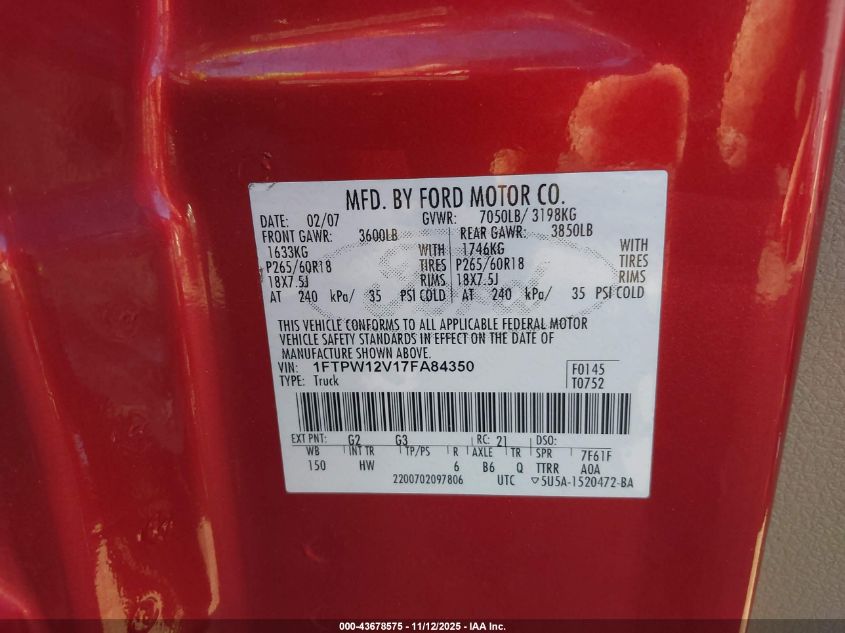 MFD. BY FORD MOTOR CO.
DATE: 02/07 GVWR: 7050LB/ 3198KG
FRONT GAWR: 3600LB REAR GAWR: 3850LB
1633KG WITH 1746KG WITH
P265/60R18 TIRES P265/60R18 TIRES
18X7.5J RIMS 18X7.5J RIMS
AT 240 kPa/ 35 PSI COLD AT 240 kPa/ 35 PSI COLD
THIS VEHICLE CONFORMS TO ALL APPLICABLE FEDERAL MOTOR
VEHICLE SAFETY STANDARDS IN EFFECT ON THE DATE OF
MANUFACTURE SHOWN ABOVE.
VIN: 1FTPW12V17FA84350 F0145
TYPE: Truck T0752
EXT PNT: G2 G3 RC: 21 DSO:
WB INT TR TP/PS R AXLE TR SPR 7F61F
150 HW 6 B6 Q TTRR A0A
2200702097806 UTC ▽5U5A-1520472-BA
000-43678575 - 11/12/2025 - IAA Inc.